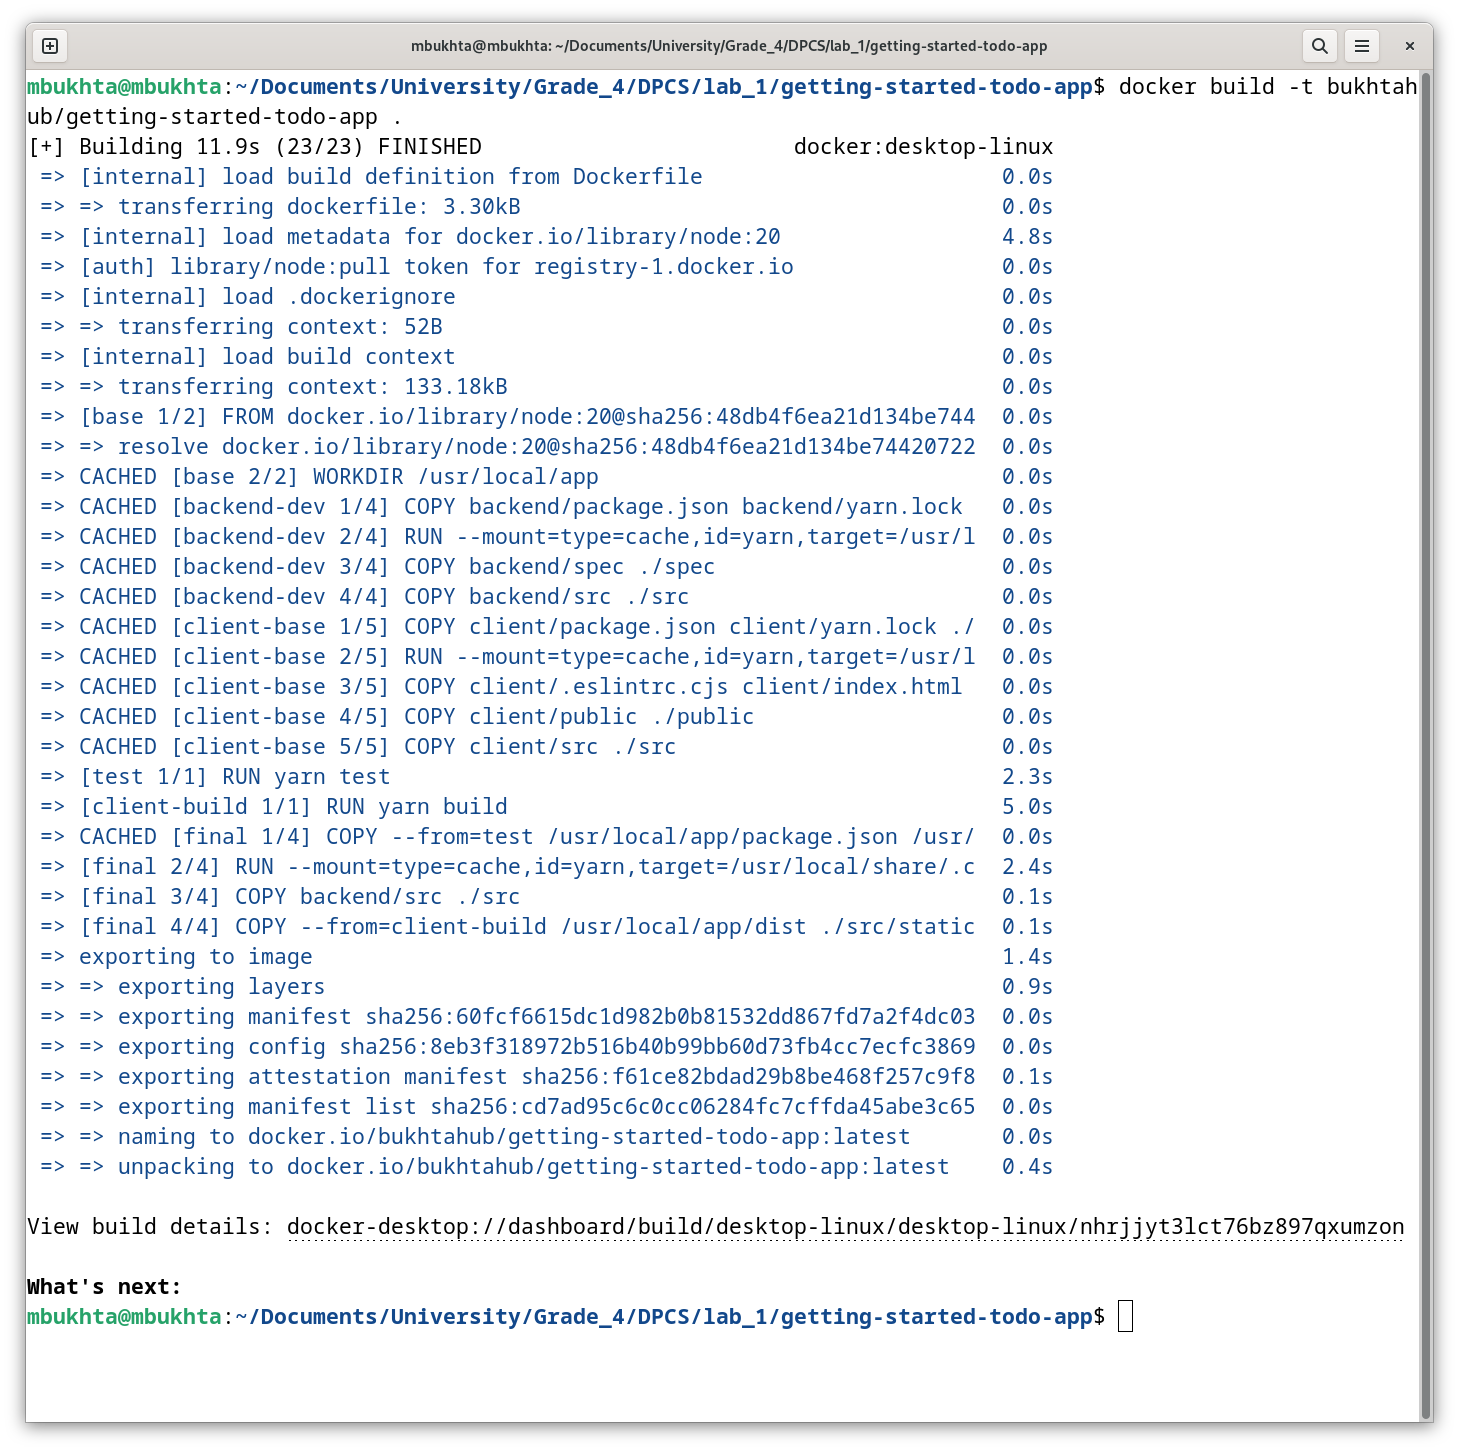 mbukhta@mbukhta: ~/Documents/University/Grade_4/DPCS/lab_1/getting-started-todo-app
mbukhta@mbukhta:~/Documents/University/Grade_4/DPCS/lab_1/getting-started-todo-app$ docker build -t bukhtah
ub/getting-started-todo-app .
[+] Building 11.9s (23/23) FINISHED docker:desktop-linux
=> [internal] load build definition from Dockerfile 0.0s
=> => transferring dockerfile: 3.30kB 0.0s
=> [internal] load metadata for docker.io/library/node:20 4.8s
=> [auth] library/node:pull token for registry-1.docker.io 0.0s
=> [internal] load .dockerignore 0.0s
=> => transferring context: 52B 0.0s
=> [internal] load build context 0.0s
=> => transferring context: 133.18kB 0.0s
=> [base 1/2] FROM docker.io/library/node:20@sha256:48db4f6ea21d134be744 0.0s
=> => resolve docker.io/library/node:20@sha256:48db4f6ea21d134be74420722 0.0s
=> CACHED [base 2/2] WORKDIR /usr/local/app 0.0s
=> CACHED [backend-dev 1/4] COPY backend/package.json backend/yarn.lock 0.0s
=> CACHED [backend-dev 2/4] RUN --mount=type=cache,id=yarn,target=/usr/l 0.0s
=> CACHED [backend-dev 3/4] COPY backend/spec ./spec 0.0s
=> CACHED [backend-dev 4/4] COPY backend/src ./src 0.0s
=> CACHED [client-base 1/5] COPY client/package.json client/yarn.lock ./ 0.0s
=> CACHED [client-base 2/5] RUN --mount=type=cache,id=yarn,target=/usr/l 0.0s
=> CACHED [client-base 3/5] COPY client/.eslintrc.cjs client/index.html 0.0s
=> CACHED [client-base 4/5] COPY client/public ./public 0.0s
=> CACHED [client-base 5/5] COPY client/src ./src 0.0s
=> [test 1/1] RUN yarn test 2.3s
=> [client-build 1/1] RUN yarn build 5.0s
=> CACHED [final 1/4] COPY --from=test /usr/local/app/package.json /usr/ 0.0s
=> [final 2/4] RUN --mount=type=cache,id=yarn,target=/usr/local/share/.c 2.4s
=> [final 3/4] COPY backend/src ./src 0.1s
=> [final 4/4] COPY --from=client-build /usr/local/app/dist ./src/static 0.1s
=> exporting to image 1.4s
=> => exporting layers 0.9s
=> => exporting manifest sha256:60fcf6615dc1d982b0b81532dd867fd7a2f4dc03 0.0s
=> => exporting config sha256:8eb3f318972b516b40b99bb60d73fb4cc7ecfc3869 0.0s
=> => exporting attestation manifest sha256:f61ce82bdad29b8be468f257c9f8 0.1s
=> => exporting manifest list sha256:cd7ad95c6c0cc06284fc7cffda45abe3c65 0.0s
=> => naming to docker.io/bukhtahub/getting-started-todo-app:latest 0.0s
=> => unpacking to docker.io/bukhtahub/getting-started-todo-app:latest 0.4s
View build details: docker-desktop://dashboard/build/desktop-linux/desktop-linux/nhrjjyt3lct76bz897qxumzon
What's next:
mbukhta@mbukhta:~/Documents/University/Grade_4/DPCS/lab_1/getting-started-todo-app$